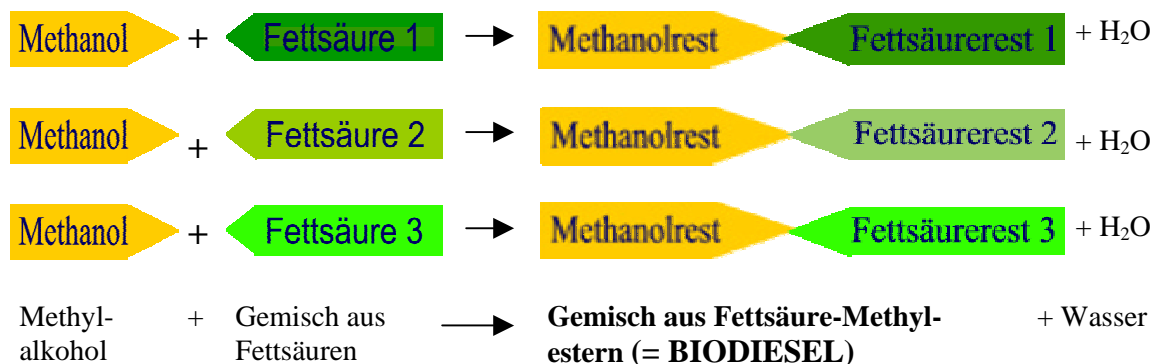 Methanol + Fettsäure 1 → Methanolrest Fettsäurerest 1 + H₂O
Methanol + Fettsäure 2 → Methanolrest Fettsäurerest 2 + H₂O
Methanol + Fettsäure 3 → Methanolrest Fettsäurerest 3 + H₂O
Methyl- + Gemisch aus → Gemisch aus Fettsäure-Methyl- + Wasser
alkohol Fettsäuren estern (= BIODIESEL)